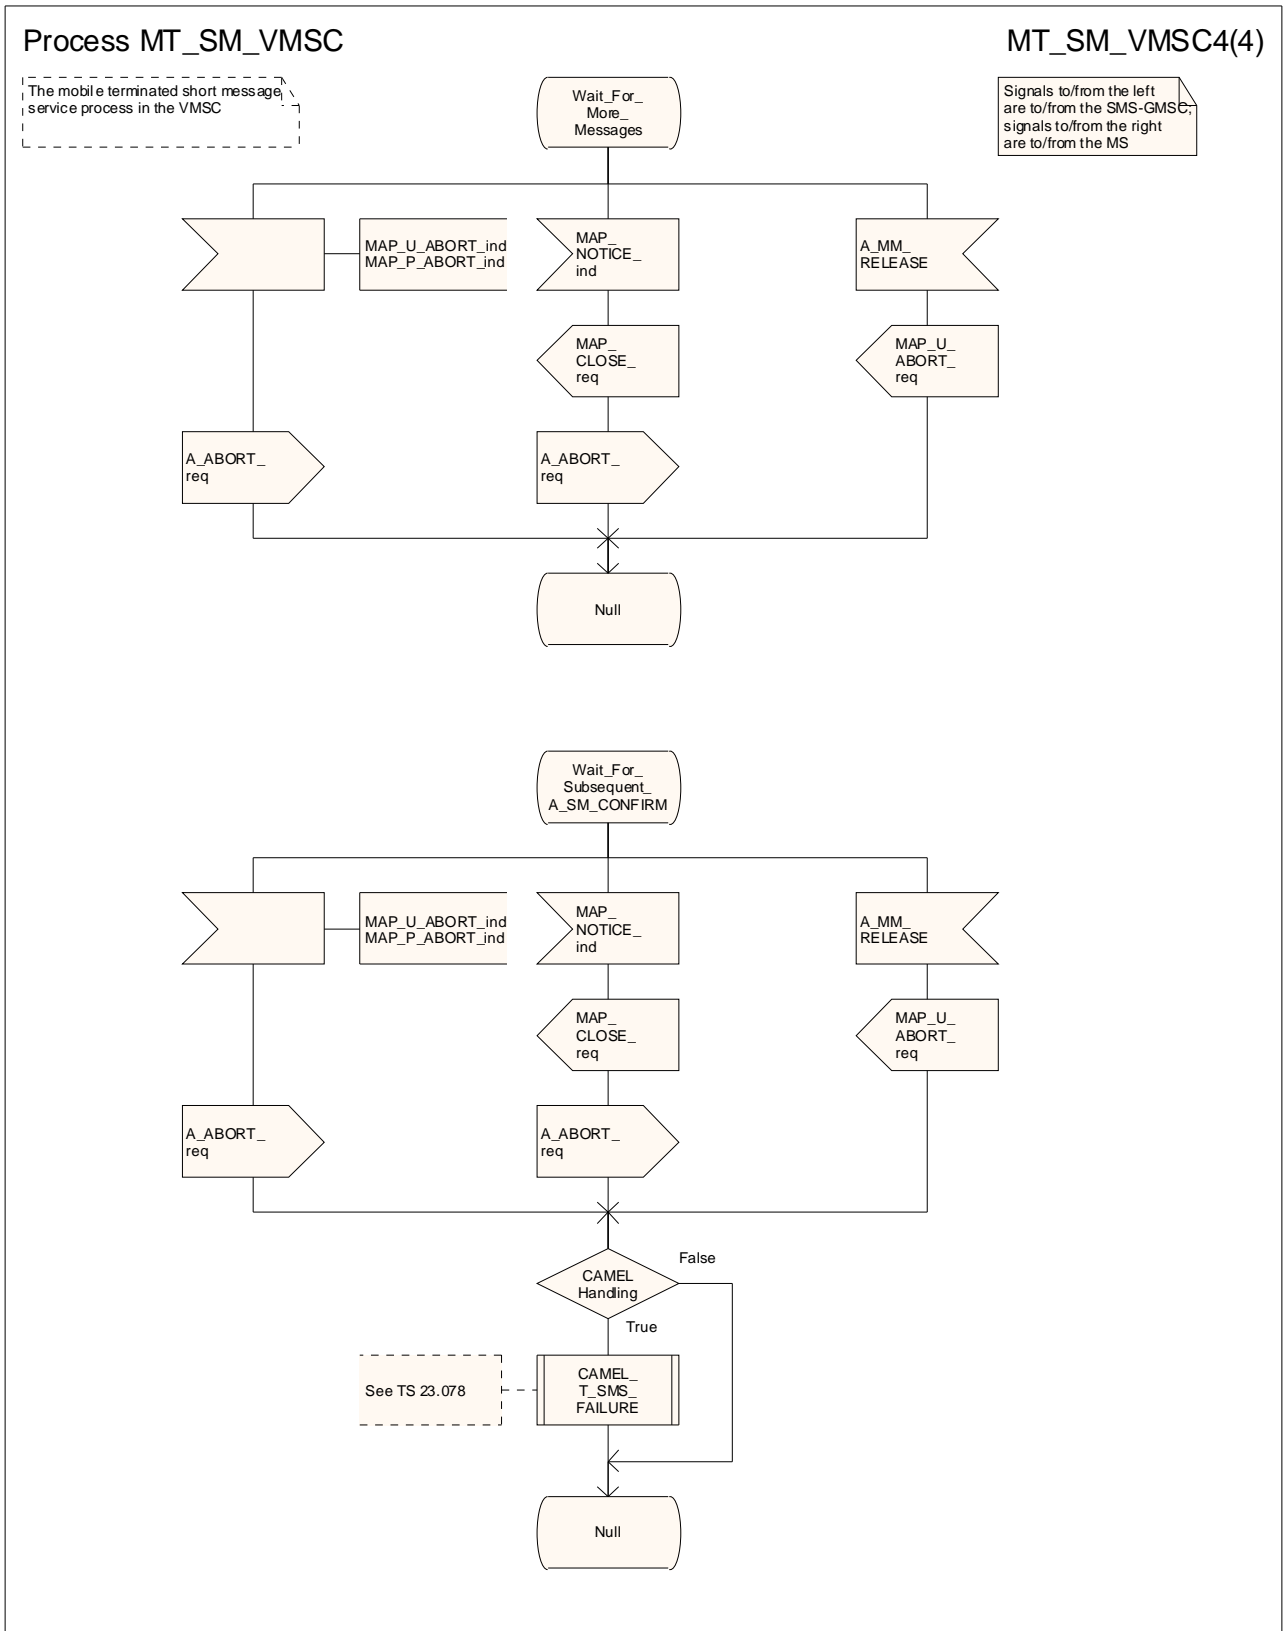 Process MT_SM_VMSC
MT_SM_VMSC4(4)
The mobile terminated short message
service process in the VMSC
Wait_For_
More_
Messages
Signals to/from the left
are to/from the SMS-GMSC;
signals to/from the right
are to/from the MS
MAP_U_ABORT_ind
MAP_P_ABORT_ind
MAP_
NOTICE_
ind
A_MM_
RELEASE
MAP_
CLOSE_
req
MAP_U_
ABORT_
req
A_ABORT_
req
A_ABORT_
req
Null
Wait_For_
Subsequent_
A_SM_CONFIRM
MAP_U_ABORT_ind
MAP_P_ABORT_ind
MAP_
NOTICE_
ind
A_MM_
RELEASE
MAP_
CLOSE_
req
MAP_U_
ABORT_
req
A_ABORT_
req
A_ABORT_
req
False
CAMEL
Handling
True
See TS 23.078
CAMEL_
T_SMS_
FAILURE
Null